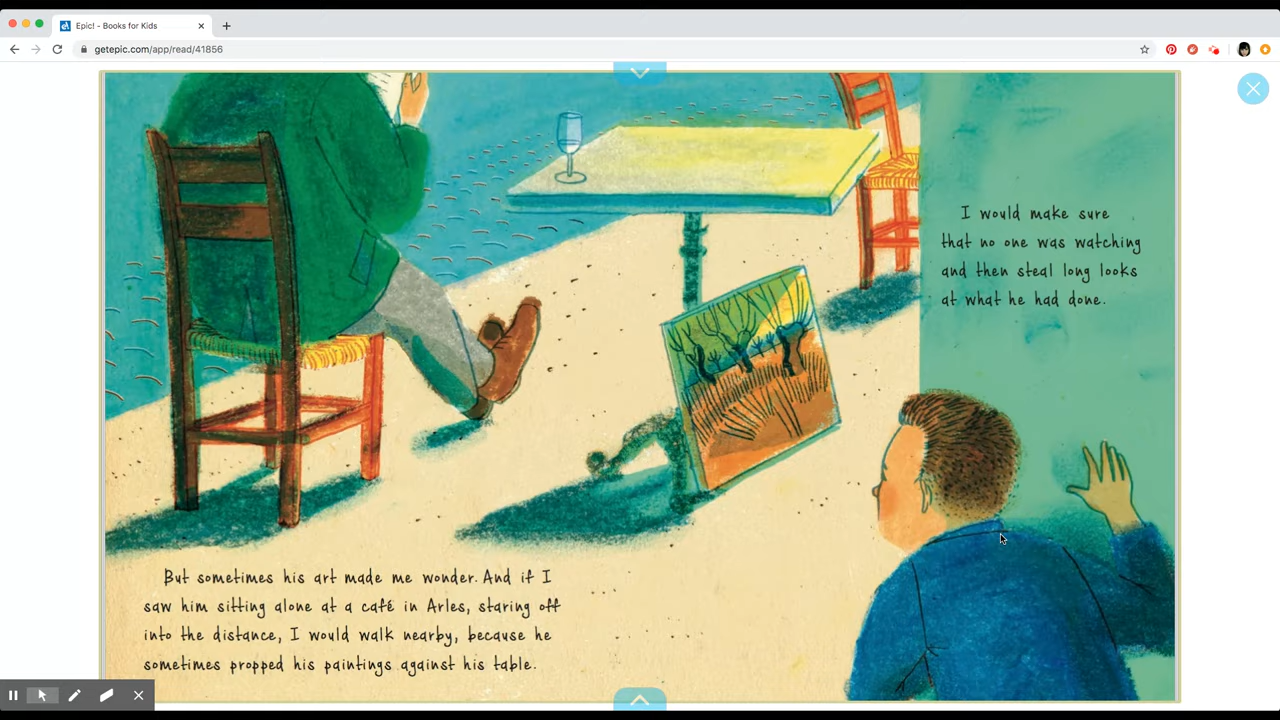 Epic! - Books for Kids
getepic.com/app/read/41856
I would make sure
that no one was watching
and then steal long looks
at what he had done.
But sometimes his art made me wonder. And if I
saw him sitting alone at a café in Arles, staring off
into the distance, I would walk nearby, because he
sometimes propped his paintings against his table.